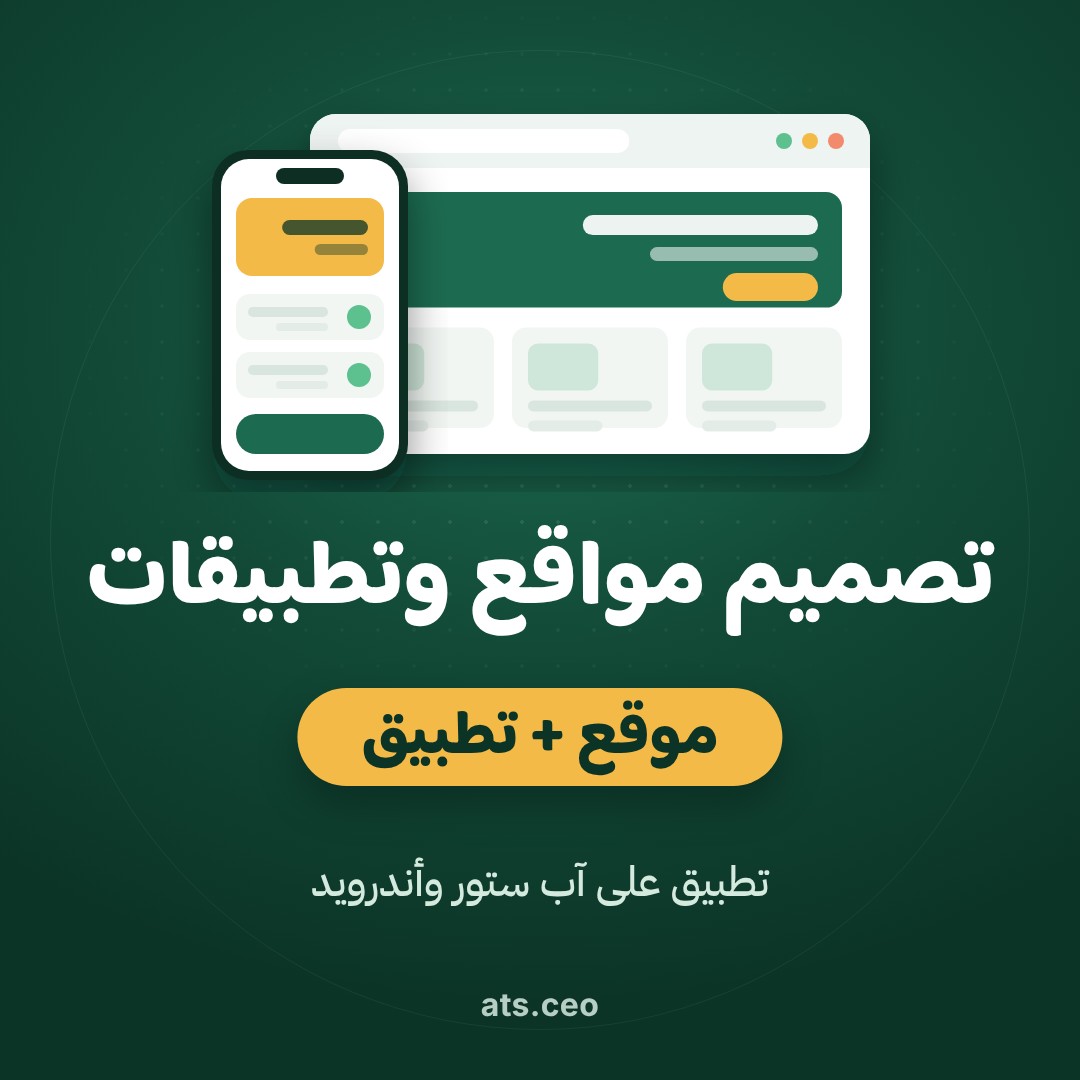 تصميم مواقع وتطبيقات
موقع + تطبيق
تطبيق على آب ستور وأندرويد
ats.ceo